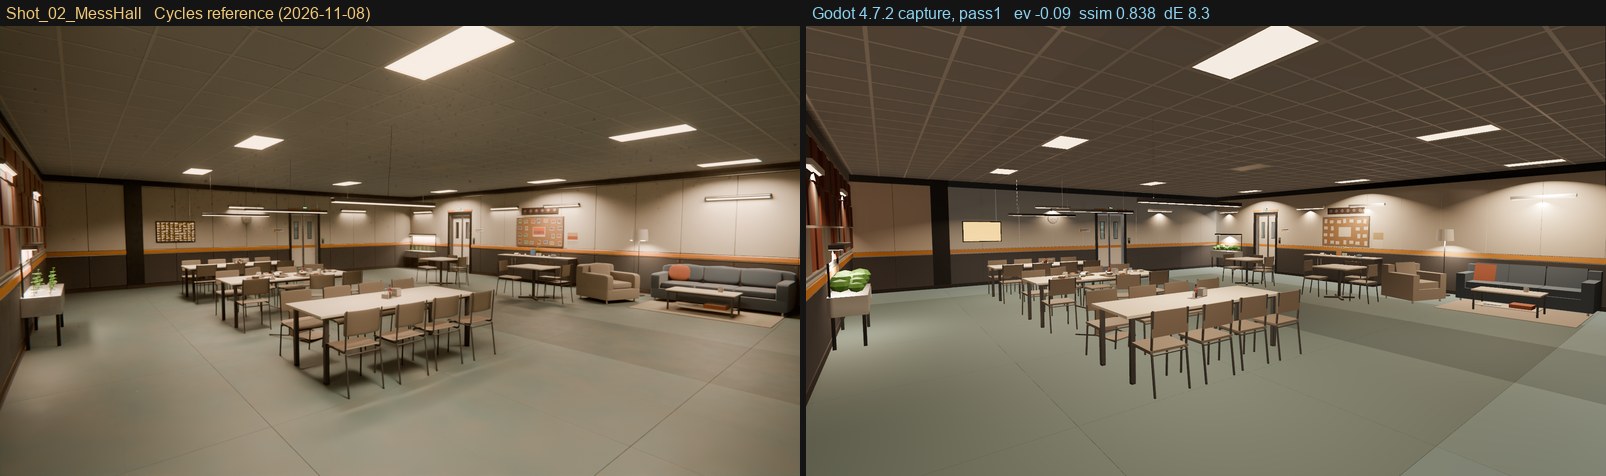 Shot_02_MessHall   Cycles reference (2026-11-08)
Godot 4.7.2 capture, pass1   ev -0.09  ssim 0.838  dE 8.3